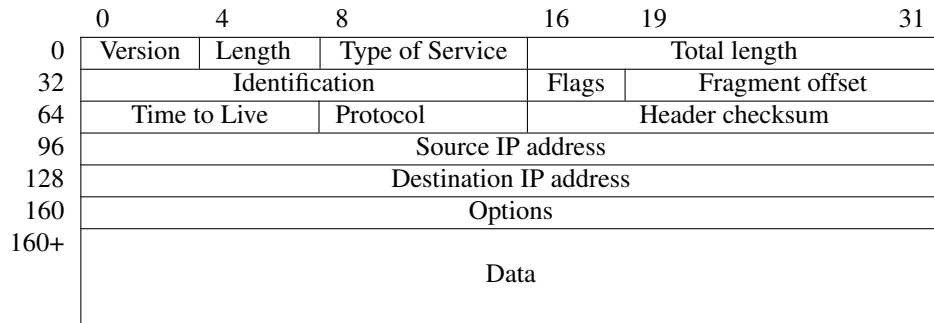 0 4 8 16 19 31
0 Version Length Type of Service Total length
32 Identification Flags Fragment offset
64 Time to Live Protocol Header checksum
96 Source IP address
128 Destination IP address
160 Options
160+
Data